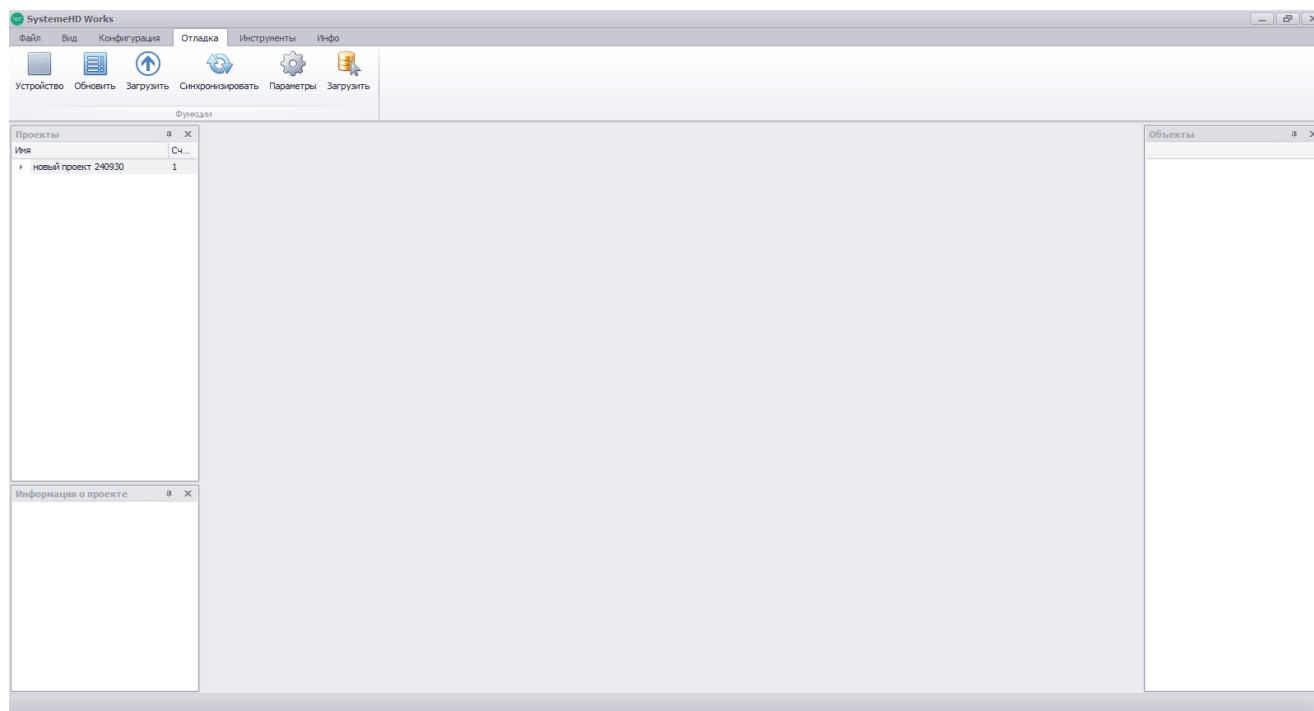 SystemeHD Works
Файл Вид Конфигурация Отладка Инструменты Инфо
Устройство Обновить Загрузить Синхронизировать Параметры Загрузить
Функции
Проекты
Имя Сч...
новый проект 240930 1
Информация о проекте
Объекты